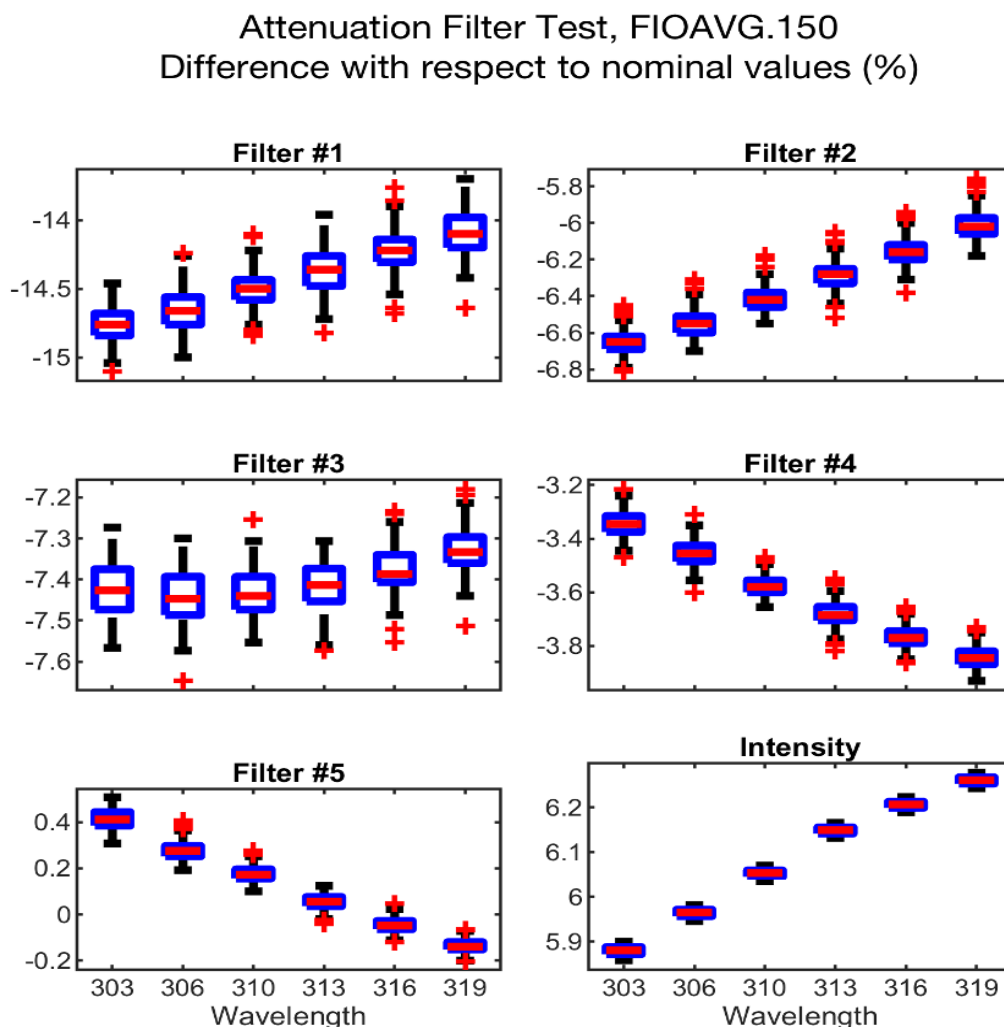 Attenuation Filter Test, FIOAVG.150
Difference with respect to nominal values (%)
Filter #1
-14
-14.5
-15
Filter #2
-5.8
-6
-6.2
-6.4
-6.6
-6.8
Filter #3
-7.2
-7.3
-7.4
-7.5
-7.6
Filter #4
-3.2
-3.4
-3.6
-3.8
Filter #5
0.4
0.2
0
-0.2
303 306 310 313 316 319
Wavelength
Intensity
6.2
6.1
6
5.9
303 306 310 313 316 319
Wavelength